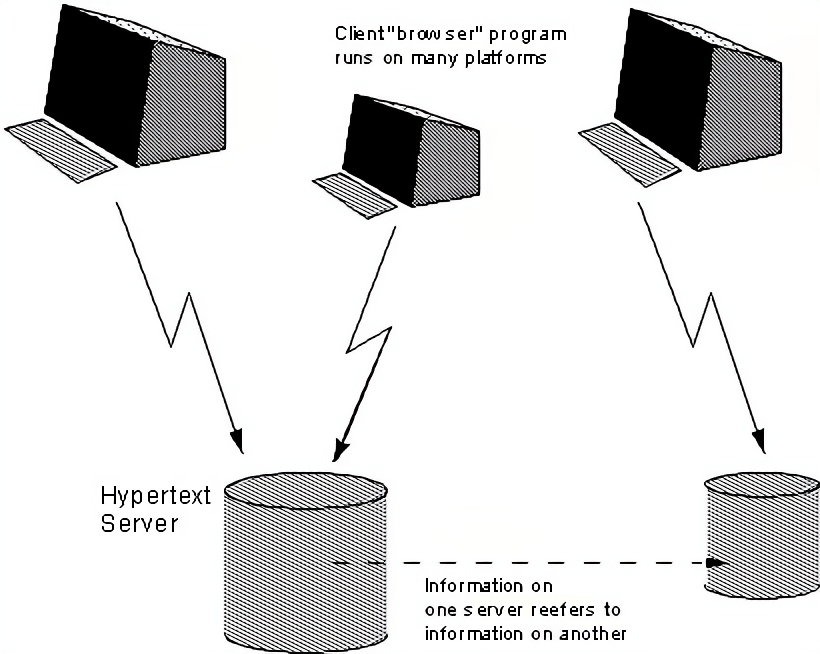 Client "browser" program
runs on many platforms
Hypertext
Server
Information on
one server reefers to
information on another